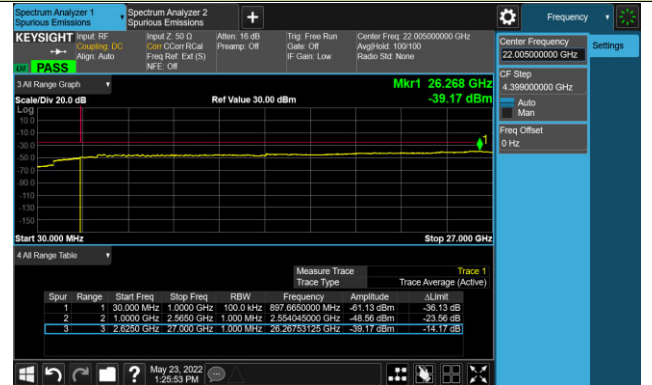 Spectrum Analyzer 1
Spurious Emissions
Spectrum Analyzer 2
Spurious Emissions
Frequency
KEYSIGHT
Input: RF
Coupling: DC
Align: Auto
Input Z: 50 Ω
Corr CCorr RCal
Freq Ref: Ext (S)
NFE: Off
Atten: 16 dB
Preamp: Off
Trig: Free Run
Gate: Off
IF Gain: Low
Center Freq: 22.005000000 GHz
Avg|Hold: 100/100
Radio Std: None
PASS
Center Frequency
22.005000000 GHz
Settings
CF Step
4.399000000 GHz
Auto
Man
Freq Offset
0 Hz
3 All Range Graph
Mkr1 26.268 GHz
Scale/Div 20.0 dB
Ref Value 30.00 dBm
-39.17 dBm
Log
10.0
-10.0
-30.0
-50.0
-70.0
-90.0
-110
-130
-150
1
Start 30.000 MHz
Stop 27.000 GHz
4 All Range Table
Measure Trace Trace 1
Trace Type Trace Average (Active)
Spur Range Start Freq Stop Freq RBW Frequency Amplitude ΔLimit
1 1 30.000 MHz 1.0000 GHz 100.0 kHz 897.6650000 MHz -61.13 dBm -36.13 dB
2 2 1.0000 GHz 2.5650 GHz 1.000 MHz 2.554045000 GHz -48.56 dBm -23.56 dB
3 3 2.6250 GHz 27.000 GHz 1.000 MHz 26.26753125 GHz -39.17 dBm -14.17 dB
?
May 23, 2022
1:25:53 PM